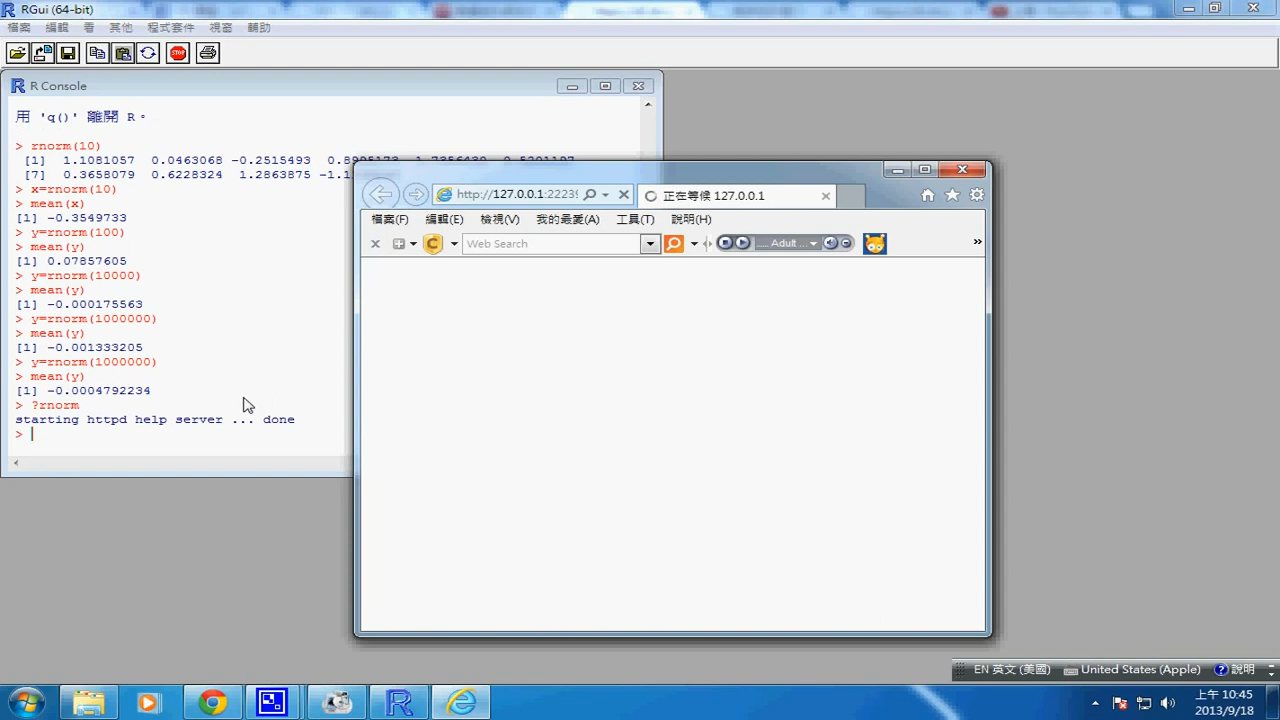 RGui (64-bit)
檔案 編輯 看 其他 程式套件 視窗 輔助
STOP
R Console
用 'q()' 離開 R。
> rnorm(10)
[1] 1.1081057 0.0463068 -0.2515493
[7] 0.3658079 0.6228324 1.2863875
> x=rnorm(10)
> mean(x)
[1] -0.3549733
> y=rnorm(100)
> mean(y)
[1] 0.07857605
> y=rnorm(10000)
> mean(y)
[1] -0.000175563
> y=rnorm(1000000)
> mean(y)
[1] -0.001333205
> y=rnorm(1000000)
> mean(y)
[1] -0.0004792234
> ?rnorm
starting httpd help server ... done
>
http://127.0.0.1:2223
正在等候 127.0.0.1
檔案(F) 編輯(E) 檢視(V) 我的最愛(A) 工具(T) 說明(H)
Web Search
.... Adult ...
EN 英文 (美國) United States (Apple) 說明
上午 10:45
2013/9/18